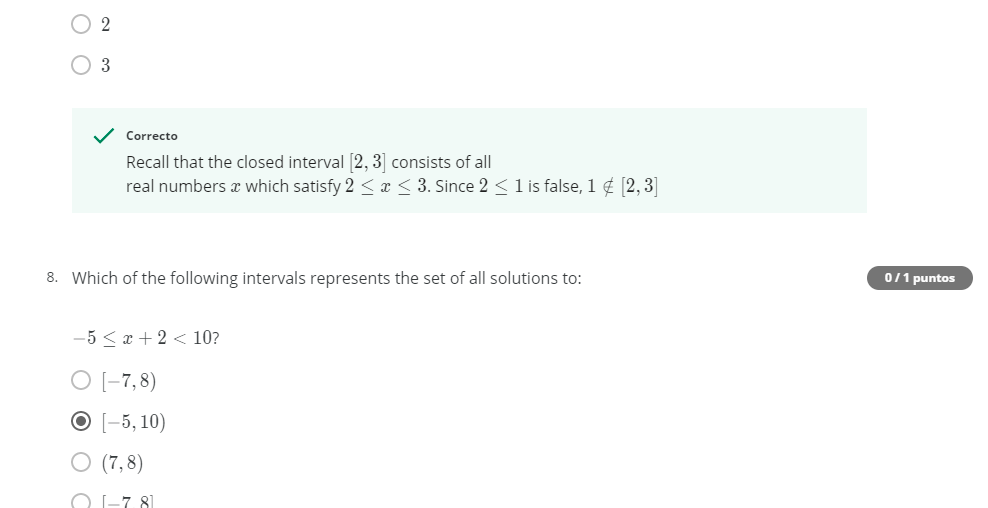 2
3
Correcto
Recall that the closed interval [2, 3] consists of all
real numbers x which satisfy 2 ≤ x ≤ 3. Since 2 ≤ 1 is false, 1 ∉ [2, 3]
8. Which of the following intervals represents the set of all solutions to: 0 / 1 puntos
−5 ≤ x + 2 < 10?
[−7, 8)
[−5, 10)
(7, 8)
[−7, 8]